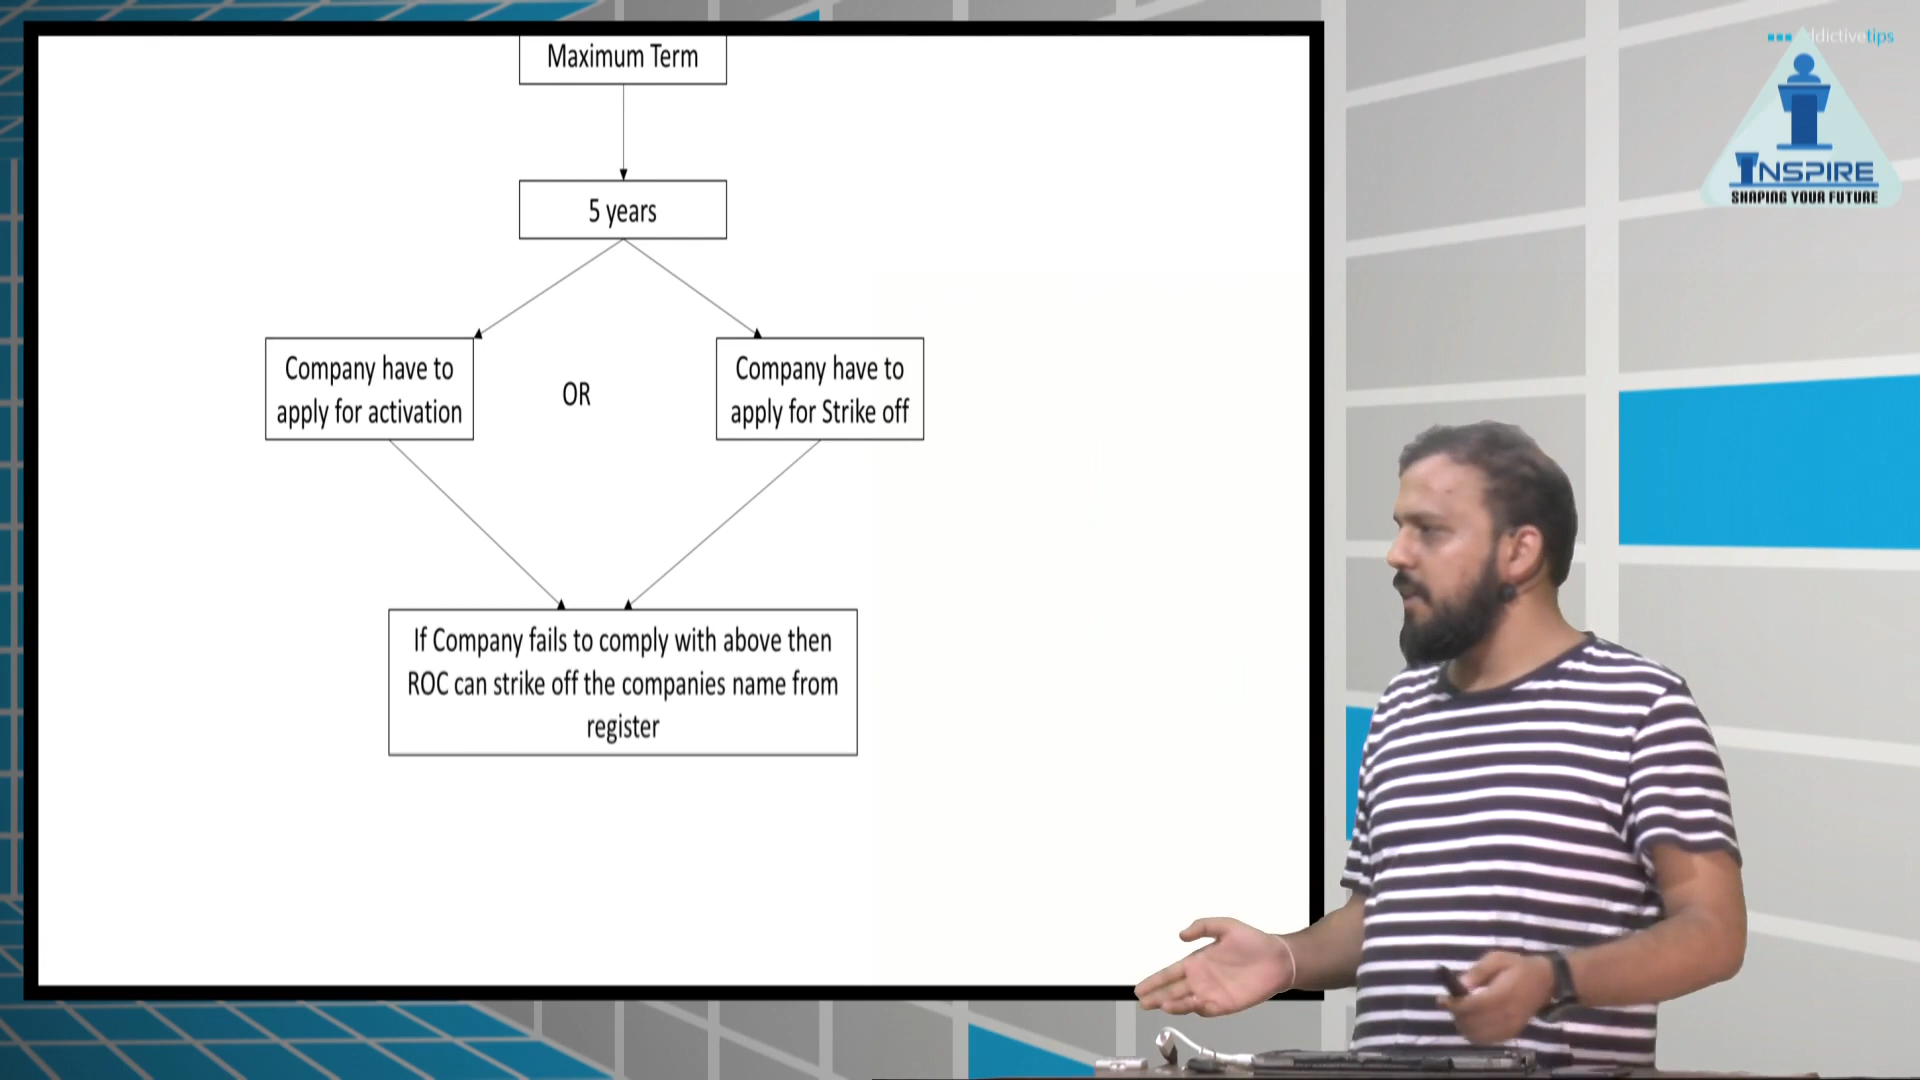 Maximum Term
5 years
Company have to
apply for activation
OR
Company have to
apply for Strike off
If Company fails to comply with above then
ROC can strike off the companies name from
register
addictivetips
INSPIRE
SHAPING YOUR FUTURE